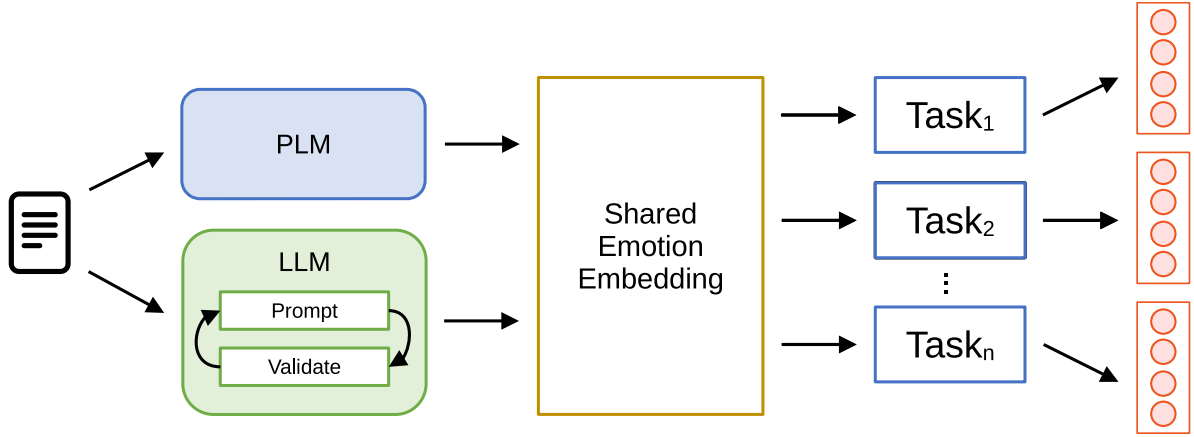 PLM
LLM
Prompt
Validate
Shared
Emotion
Embedding
Task1
Task2
Taskn